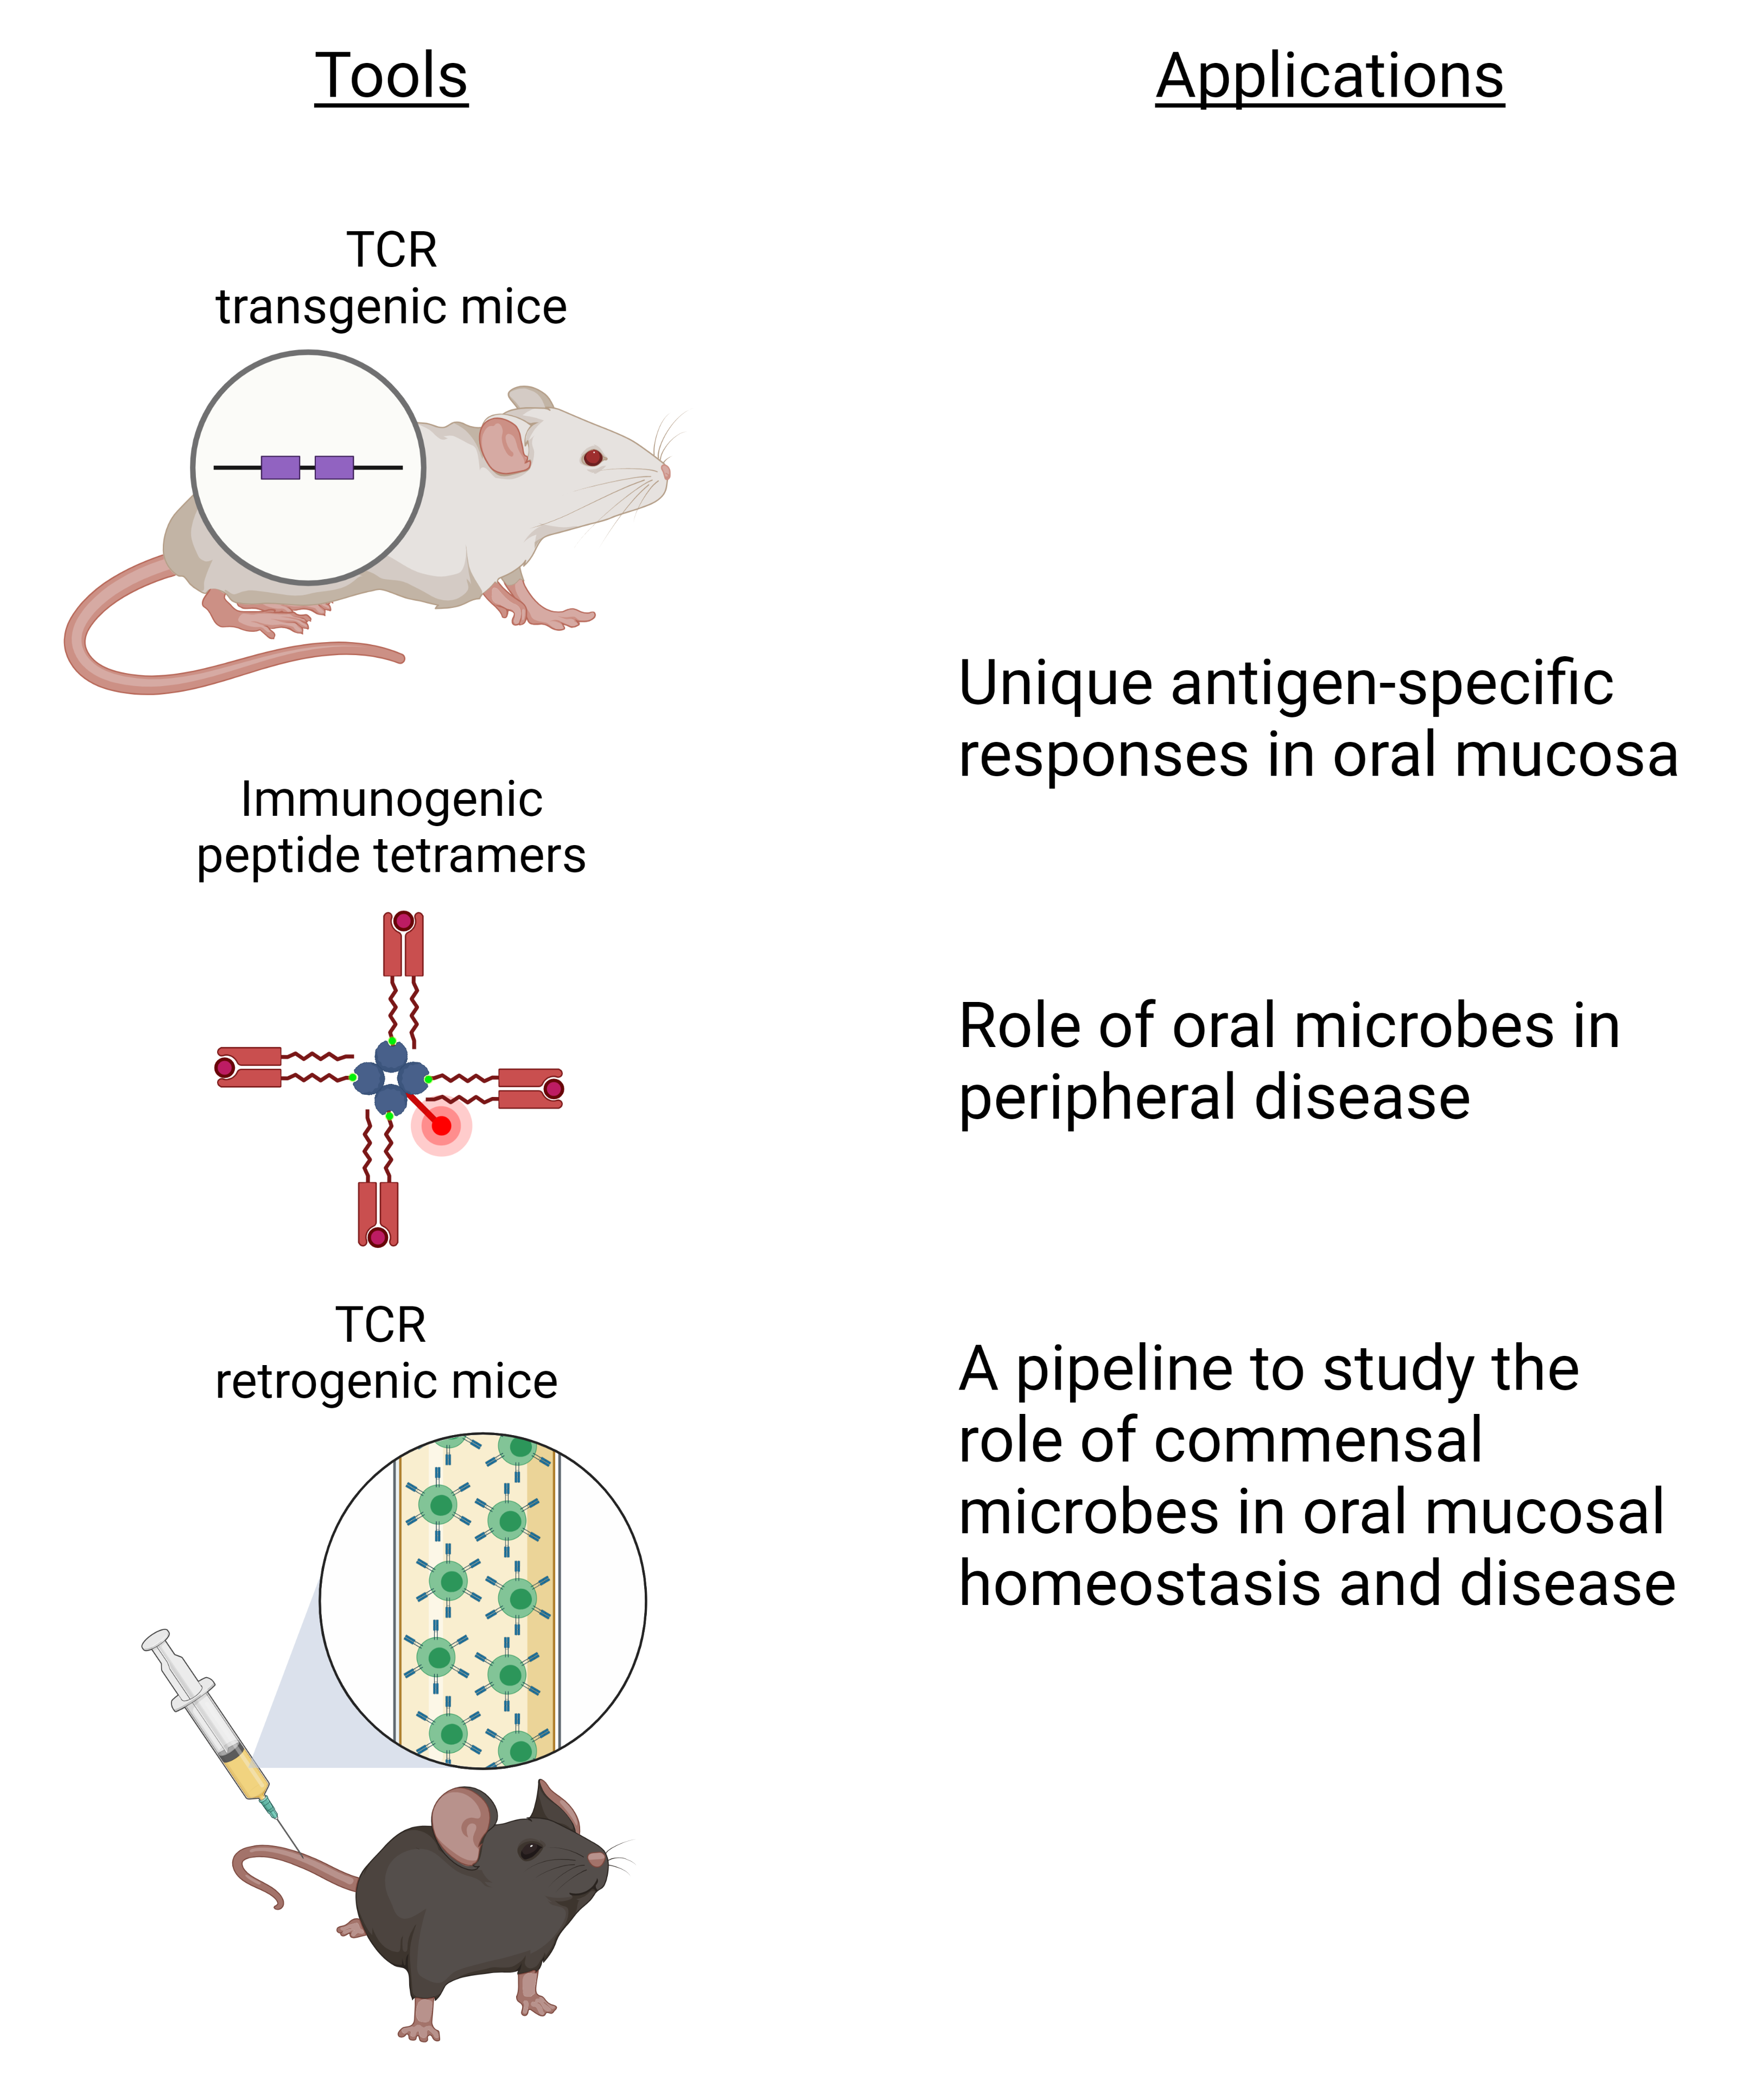 Tools
TCR
transgenic mice
Immunogenic
peptide tetramers
TCR
retrogenic mice
Applications
Unique antigen-specific
responses in oral mucosa
Role of oral microbes in
peripheral disease
A pipeline to study the
role of commensal
microbes in oral mucosal
homeostasis and disease